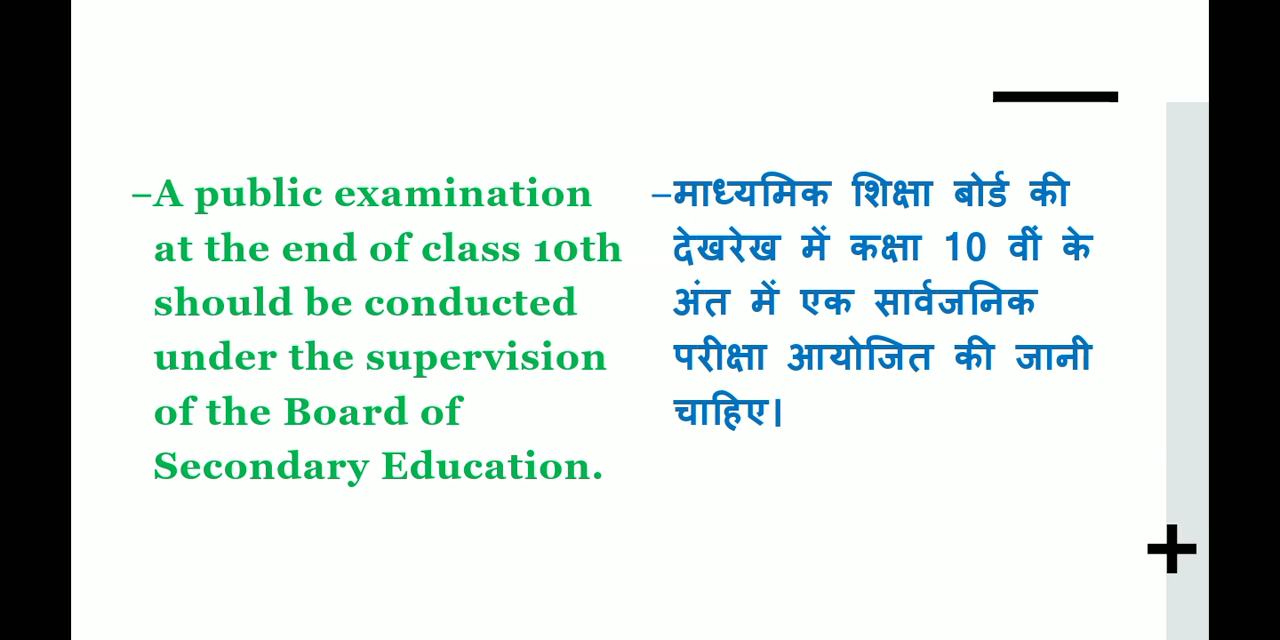 –A public examination
at the end of class 10th
should be conducted
under the supervision
of the Board of
Secondary Education.
–माध्यमिक शिक्षा बोर्ड की
देखरेख में कक्षा 10 वीं के
अंत में एक सार्वजनिक
परीक्षा आयोजित की जानी
चाहिए।